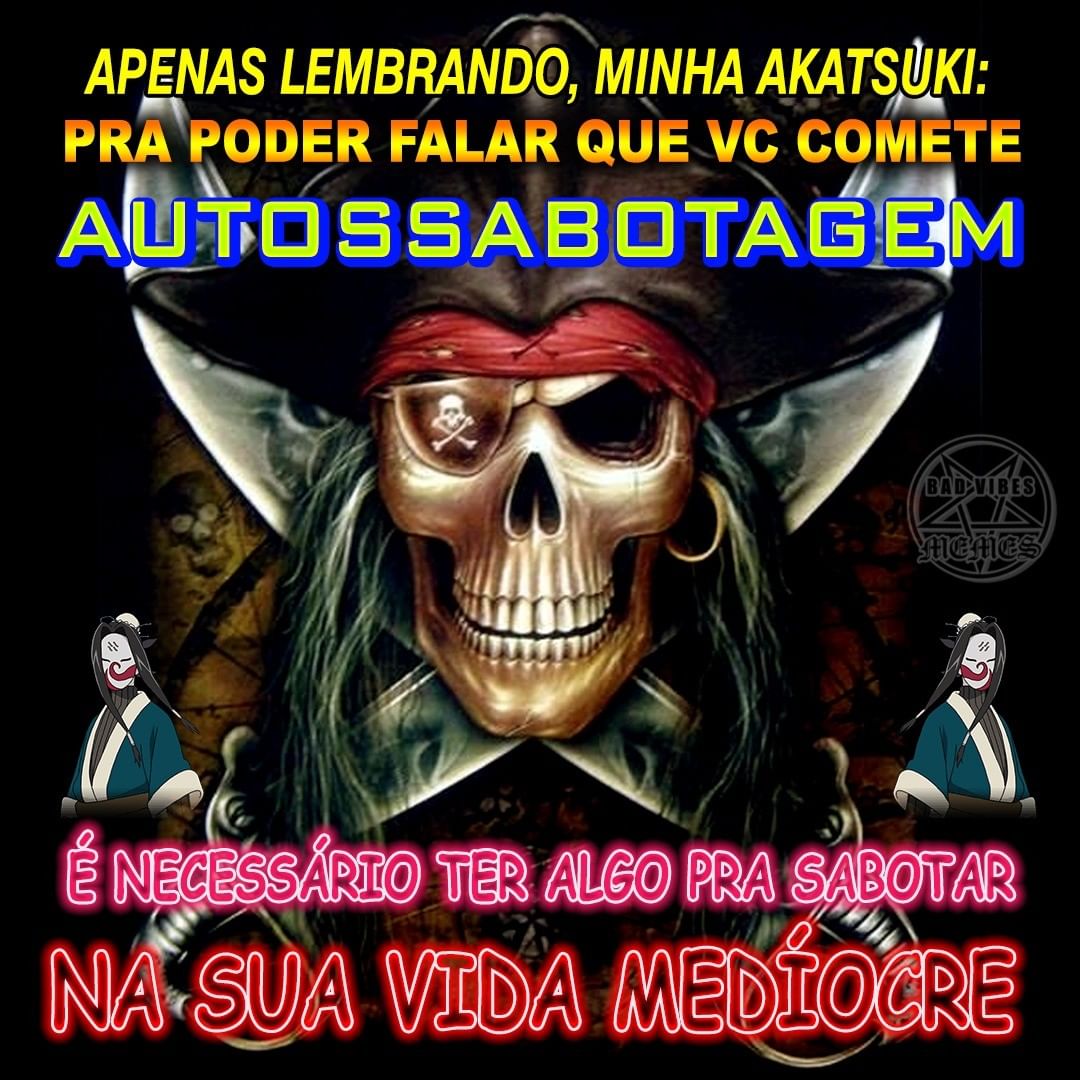 APENAS LEMBRANDO, MINHA AKATSUKI:
PRA PODER FALAR QUE VC COMETE
AUTOSSABOTAGEM
BAD VIBES
MEMES
É NECESSÁRIO TER ALGO PRA SABOTAR
NA SUA VIDA MEDÍOCRE